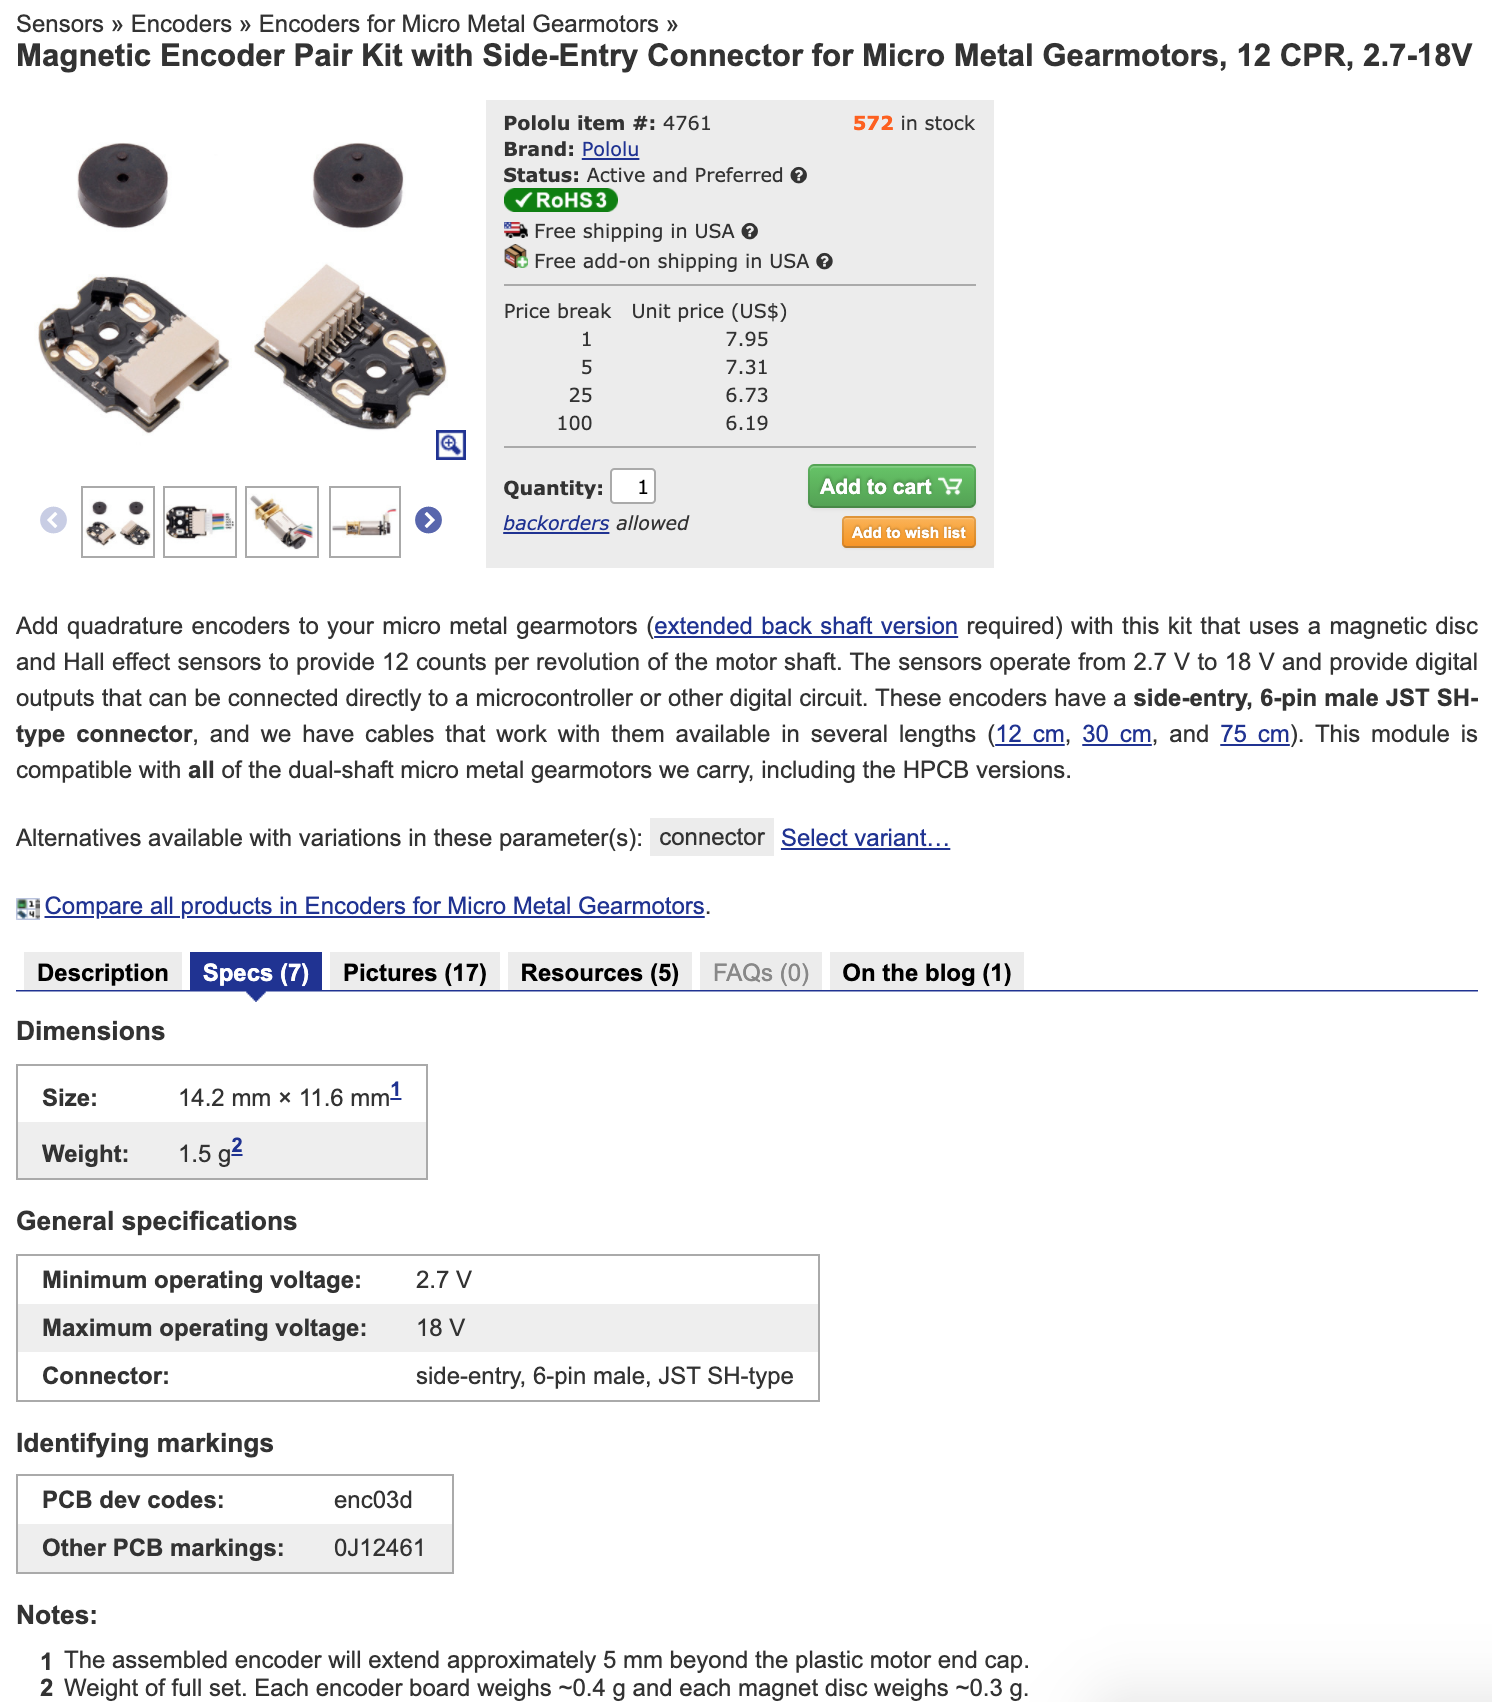 Sensors » Encoders » Encoders for Micro Metal Gearmotors »
Magnetic Encoder Pair Kit with Side-Entry Connector for Micro Metal Gearmotors, 12 CPR, 2.7-18V
Pololu item #: 4761 572 in stock
Brand: Pololu
Status: Active and Preferred ?
✓RoHS 3
Free shipping in USA ?
Free add-on shipping in USA ?
Price break Unit price (US$)
1 7.95
5 7.31
25 6.73
100 6.19
Quantity: 1 Add to cart
backorders allowed Add to wish list
Add quadrature encoders to your micro metal gearmotors (extended back shaft version required) with this kit that uses a magnetic disc
and Hall effect sensors to provide 12 counts per revolution of the motor shaft. The sensors operate from 2.7 V to 18 V and provide digital
outputs that can be connected directly to a microcontroller or other digital circuit. These encoders have a side-entry, 6-pin male JST SH-
type connector, and we have cables that work with them available in several lengths (12 cm, 30 cm, and 75 cm). This module is
compatible with all of the dual-shaft micro metal gearmotors we carry, including the HPCB versions.
Alternatives available with variations in these parameter(s): connector Select variant…
Compare all products in Encoders for Micro Metal Gearmotors.
Description Specs (7) Pictures (17) Resources (5) FAQs (0) On the blog (1)
Dimensions
Size: 14.2 mm × 11.6 mm1
Weight: 1.5 g2
General specifications
Minimum operating voltage: 2.7 V
Maximum operating voltage: 18 V
Connector: side-entry, 6-pin male, JST SH-type
Identifying markings
PCB dev codes: enc03d
Other PCB markings: 0J12461
Notes:
1 The assembled encoder will extend approximately 5 mm beyond the plastic motor end cap.
2 Weight of full set. Each encoder board weighs ~0.4 g and each magnet disc weighs ~0.3 g.